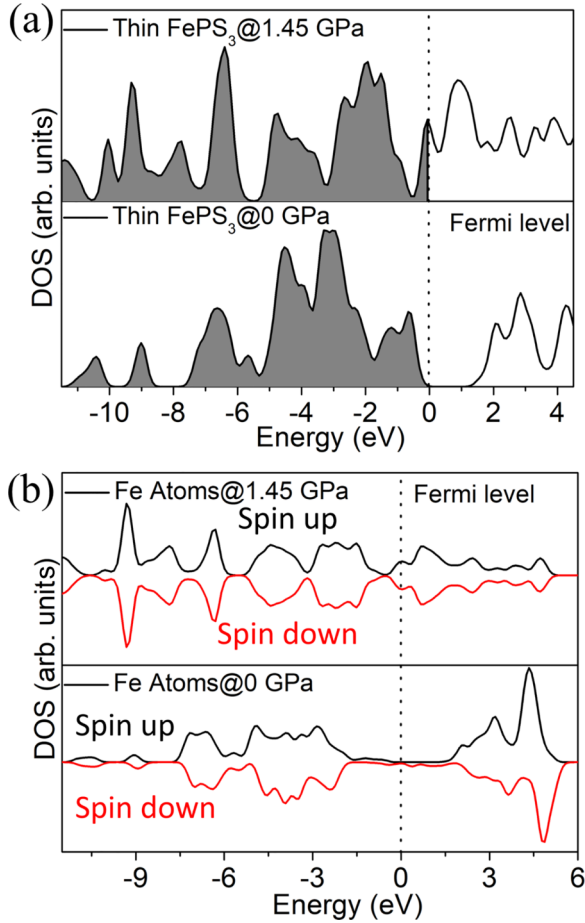 (a)
Thin FePS3@1.45 GPa
Thin FePS3@0 GPa
Fermi level
DOS (arb. units)
-10 -8 -6 -4 -2 0 2 4
Energy (eV)
(b)
Fe Atoms@1.45 GPa
Fermi level
Spin up
Spin down
Fe Atoms@0 GPa
Spin up
Spin down
DOS (arb. units)
-9 -6 -3 0 3 6
Energy (eV)